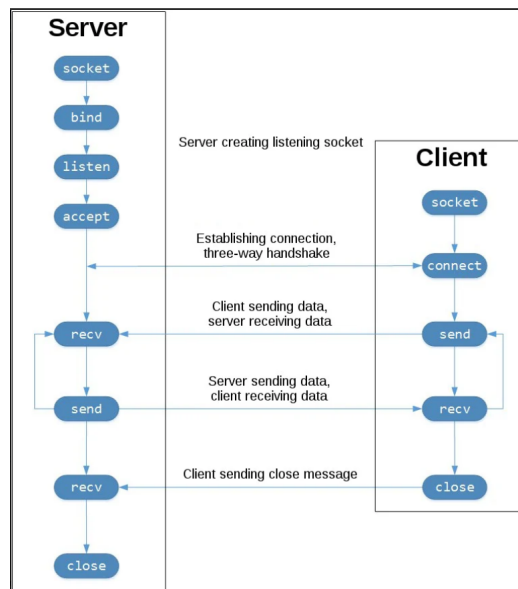 Server
socket
bind
Server creating listening socket
listen
Client
accept
socket
Establishing connection,
three-way handshake
connect
Client sending data,
server receiving data
recv
send
Server sending data,
client receiving data
send
recv
Client sending close message
recv
close
close